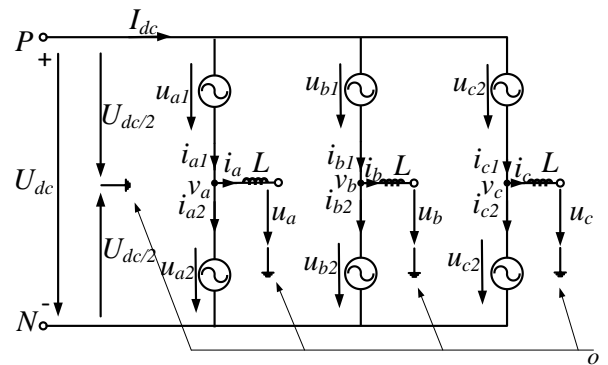 P
I_dc
+
u_a1
u_b1
u_c2
U_dc/2
i_a1
i_a
L
i_b1
i_b
L
i_c1
i_c
L
U_dc
v_a
v_b
v_c
i_a2
i_b2
i_c2
u_a
u_b
u_c
U_dc/2
u_a2
u_b2
u_c2
-
N
o